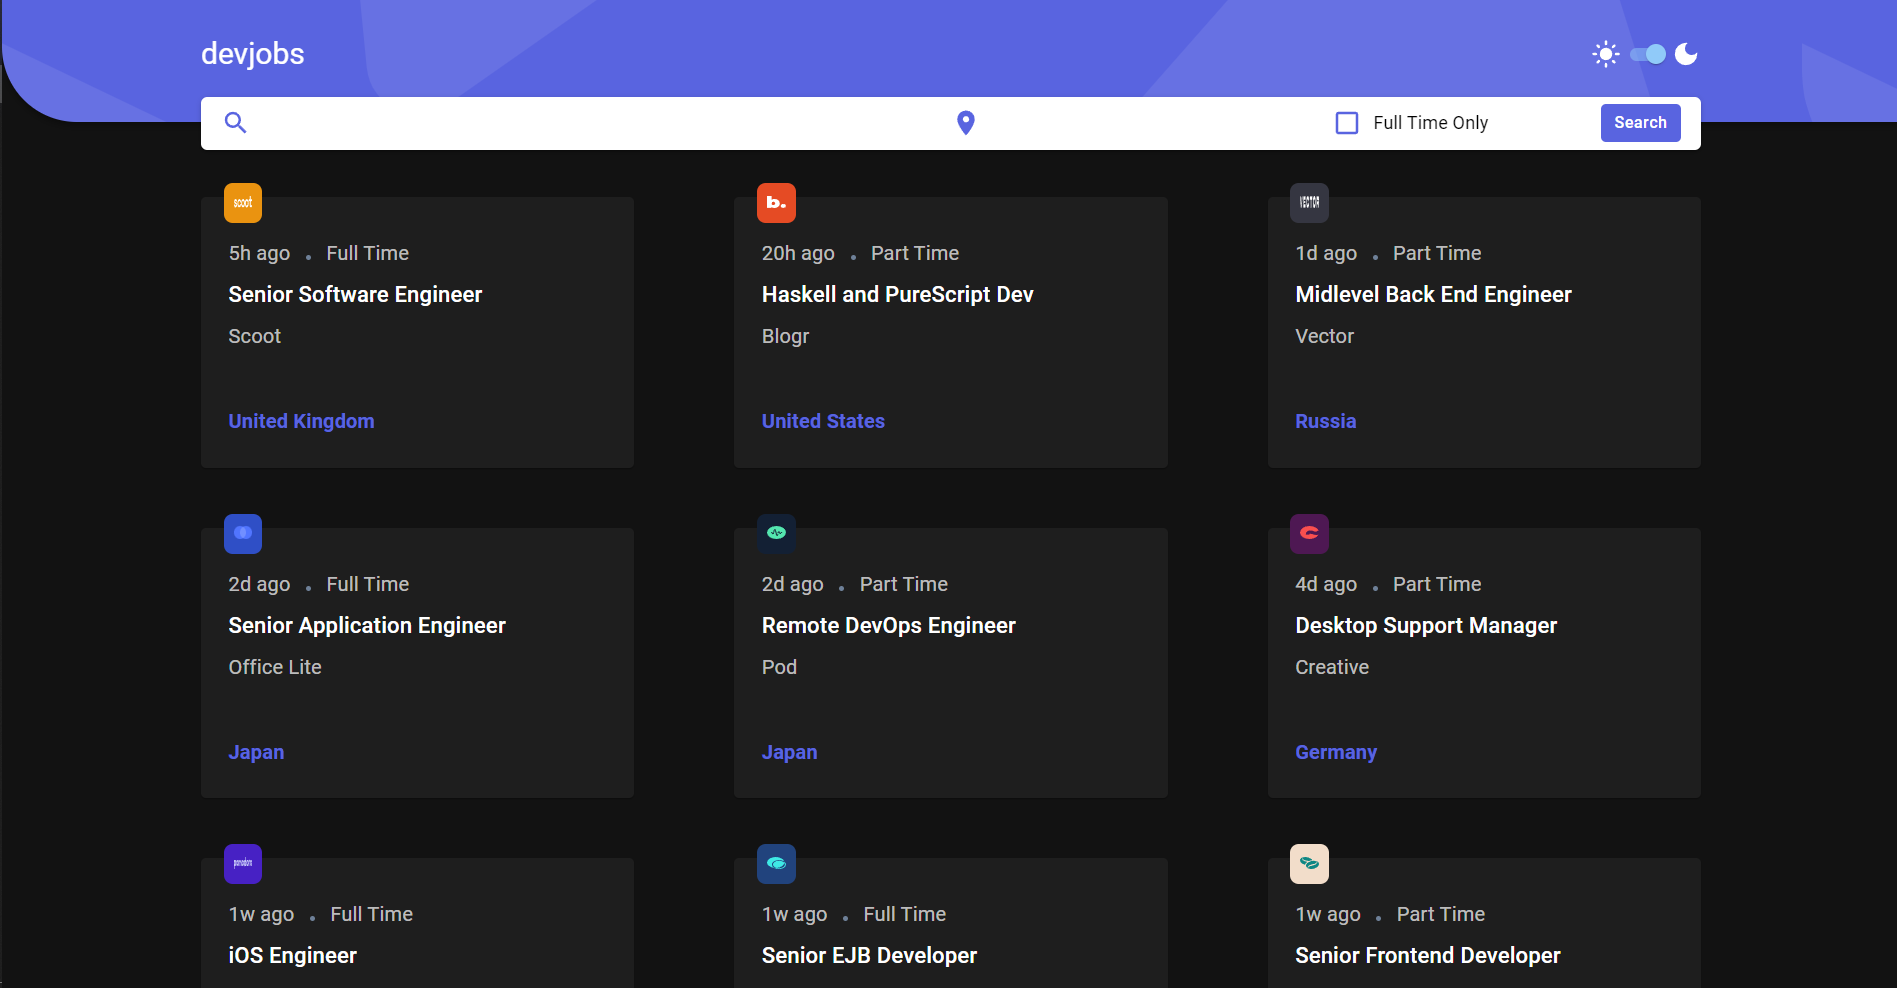 devjobs
Full Time Only
Search
scoot
b.
VECTOR
5h ago . Full Time
20h ago . Part Time
1d ago . Part Time
Senior Software Engineer
Haskell and PureScript Dev
Midlevel Back End Engineer
Scoot
Blogr
Vector
United Kingdom
United States
Russia
2d ago . Full Time
2d ago . Part Time
4d ago . Part Time
Senior Application Engineer
Remote DevOps Engineer
Desktop Support Manager
Office Lite
Pod
Creative
Japan
Japan
Germany
pomodoro
1w ago . Full Time
1w ago . Full Time
1w ago . Part Time
iOS Engineer
Senior EJB Developer
Senior Frontend Developer